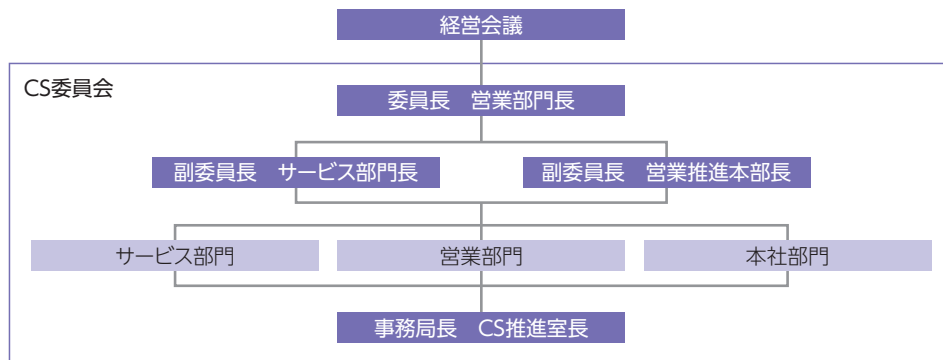 経営会議
CS委員会
委員長　営業部門長
副委員長　サービス部門長
副委員長　営業推進本部長
サービス部門
営業部門
本社部門
事務局長　CS推進室長